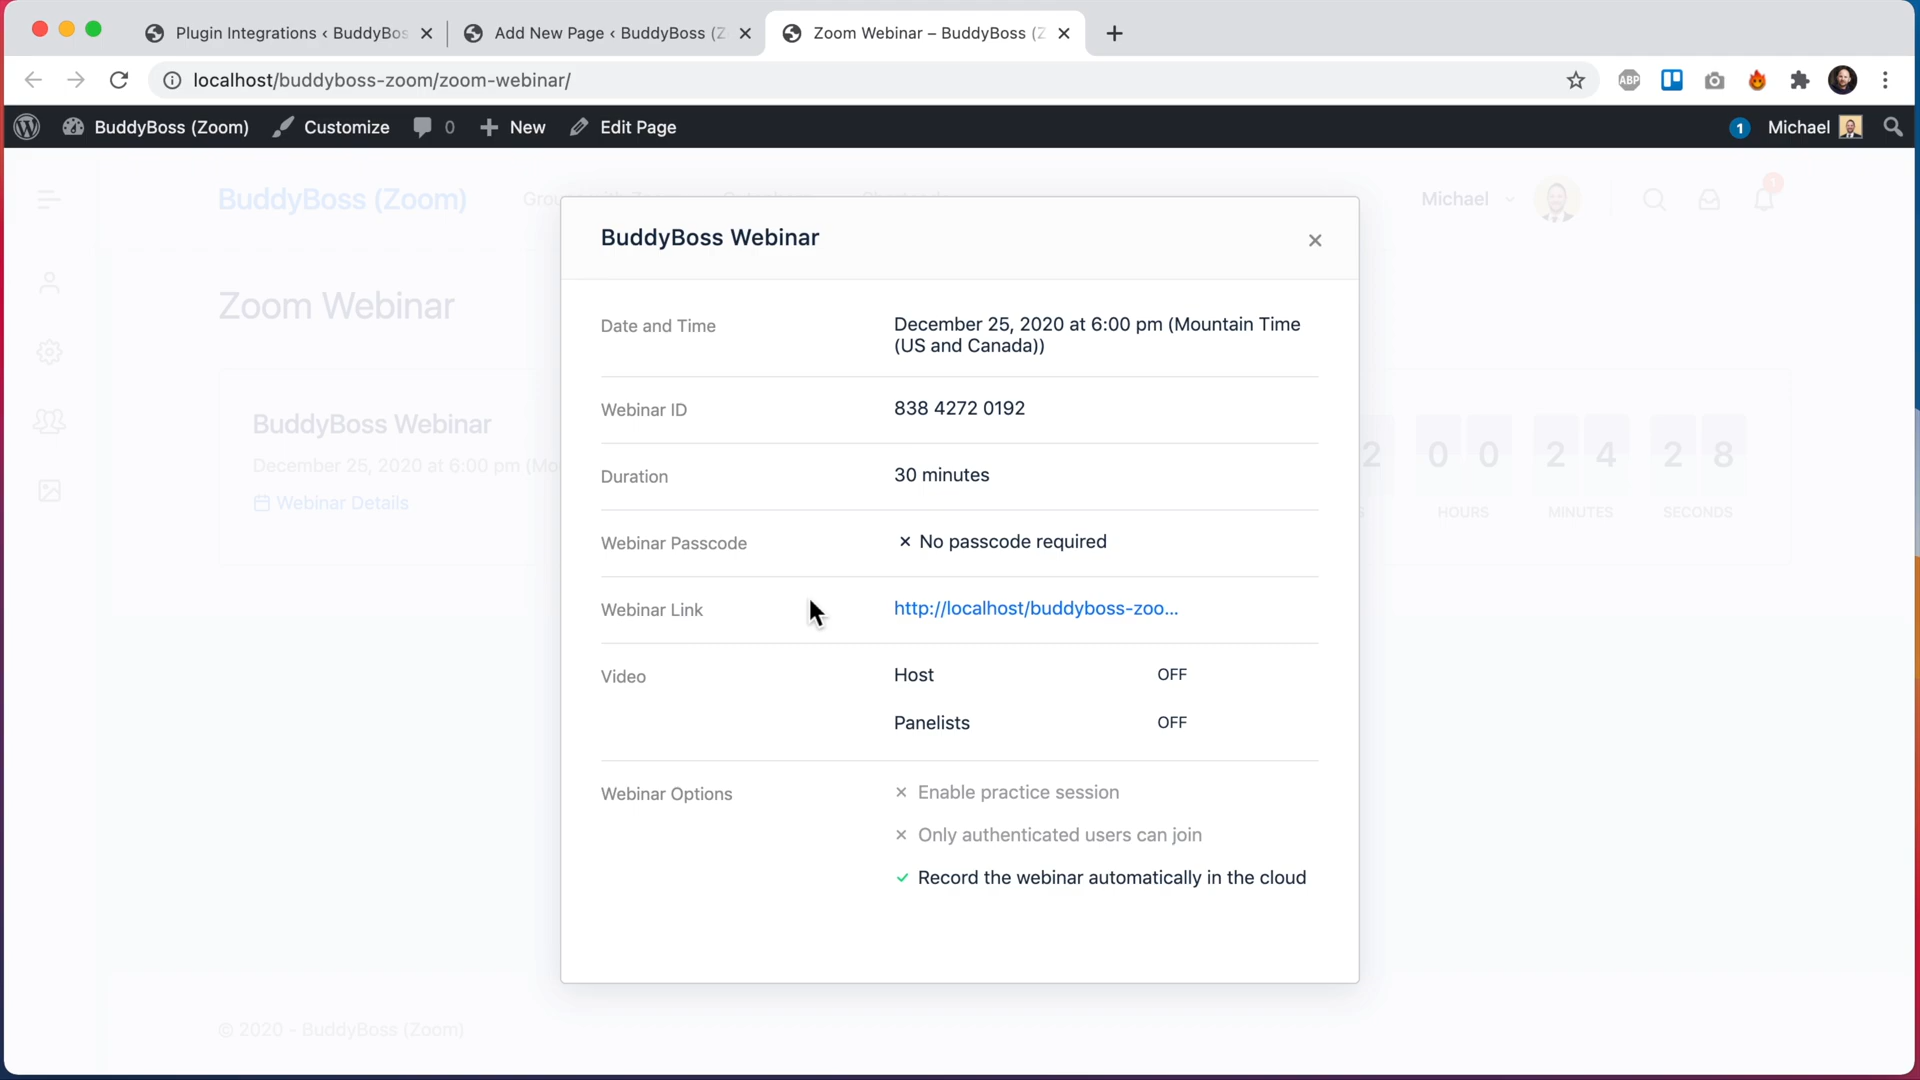 Plugin Integrations ‹ BuddyBos
Add New Page ‹ BuddyBoss (Z
Zoom Webinar – BuddyBoss (Z
localhost/buddyboss-zoom/zoom-webinar/
ABP
BuddyBoss (Zoom)
Customize
0
New
Edit Page
1
Michael
BuddyBoss (Zoom)
Michael
1
BuddyBoss Webinar
Zoom Webinar
Date and Time
December 25, 2020 at 6:00 pm (Mountain Time
(US and Canada))
Webinar ID
838 4272 0192
BuddyBoss Webinar
December 25, 2020 at 6:00 pm (Mo
Webinar Details
2 0 0 2 4 2 8
HOURS MINUTES SECONDS
Duration
30 minutes
Webinar Passcode
× No passcode required
Webinar Link
http://localhost/buddyboss-zoo...
Video
Host OFF
Panelists OFF
Webinar Options
× Enable practice session
× Only authenticated users can join
✓ Record the webinar automatically in the cloud
© 2020 - BuddyBoss (Zoom)